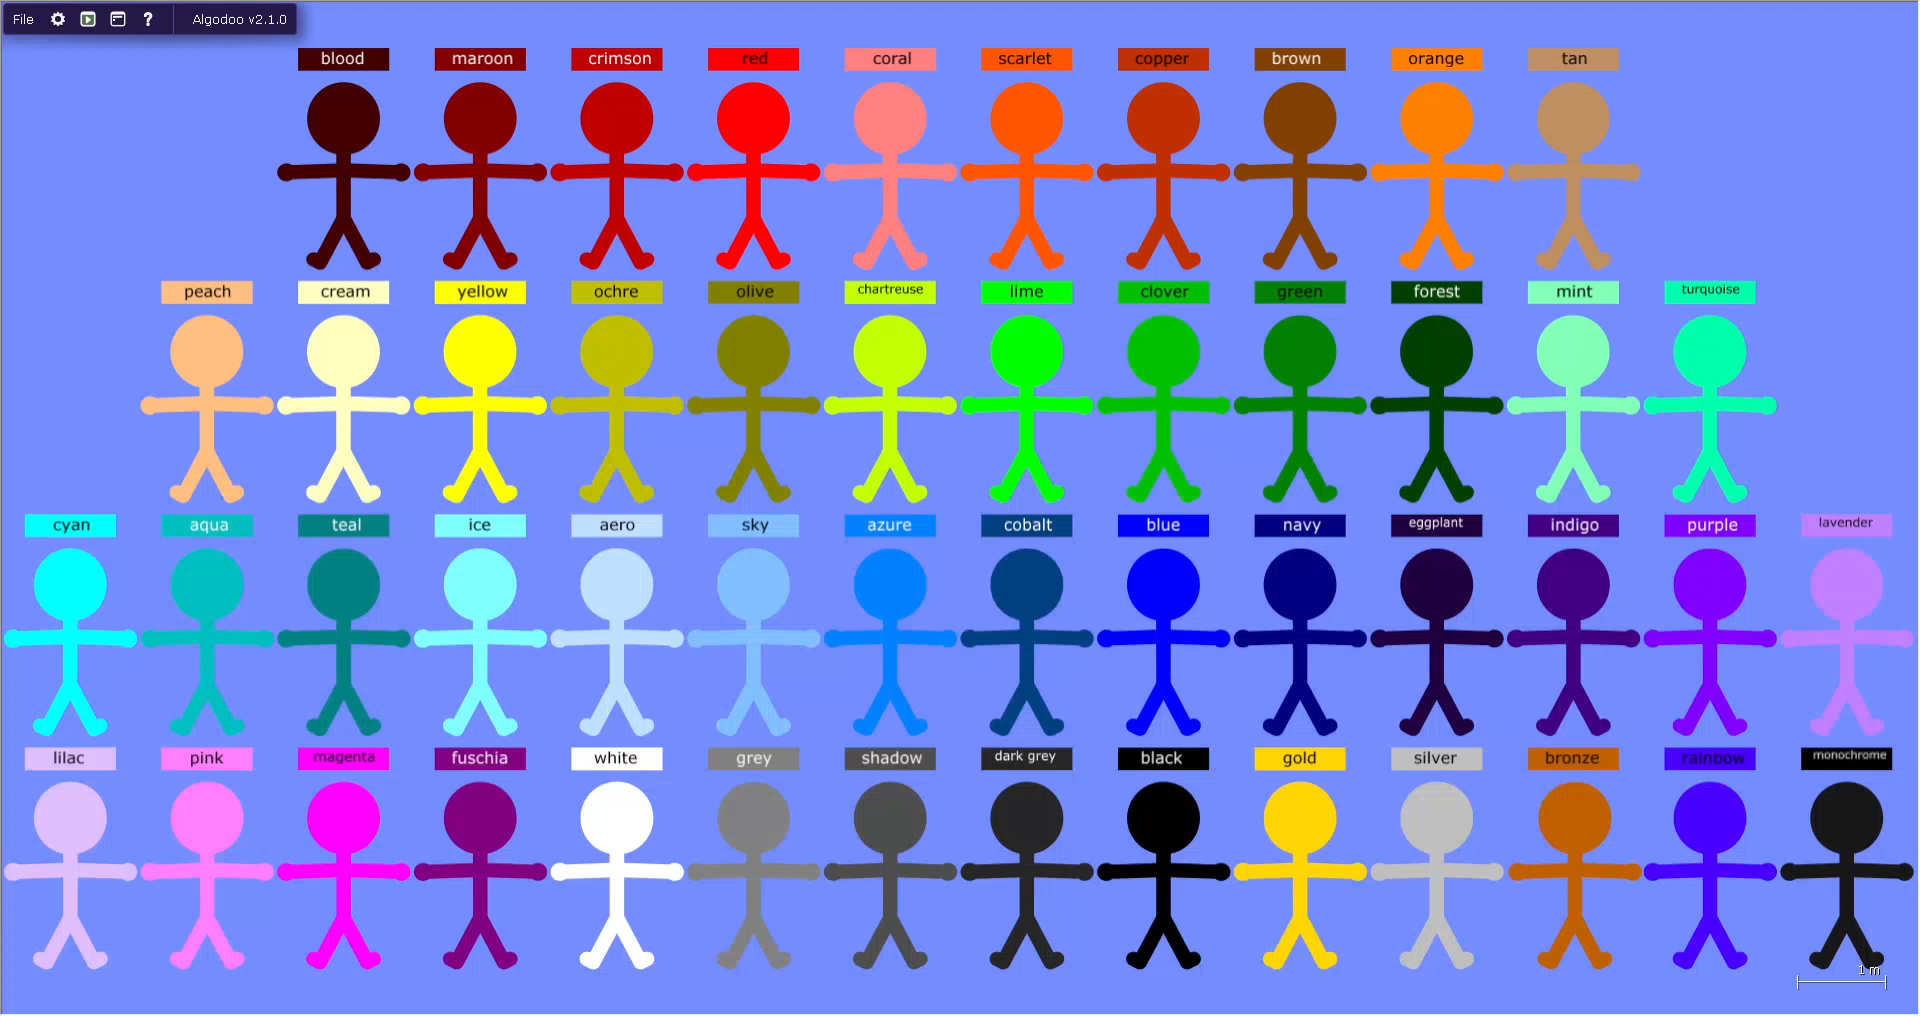 File ? Algodoo v2.1.0
blood maroon crimson red coral scarlet copper brown orange tan
peach cream yellow ochre olive chartreuse lime clover green forest mint turquoise
cyan aqua teal ice aero sky azure cobalt blue navy eggplant indigo purple lavender
lilac pink magenta fuschia white grey shadow dark grey black gold silver bronze rainbow monochrome
1 m